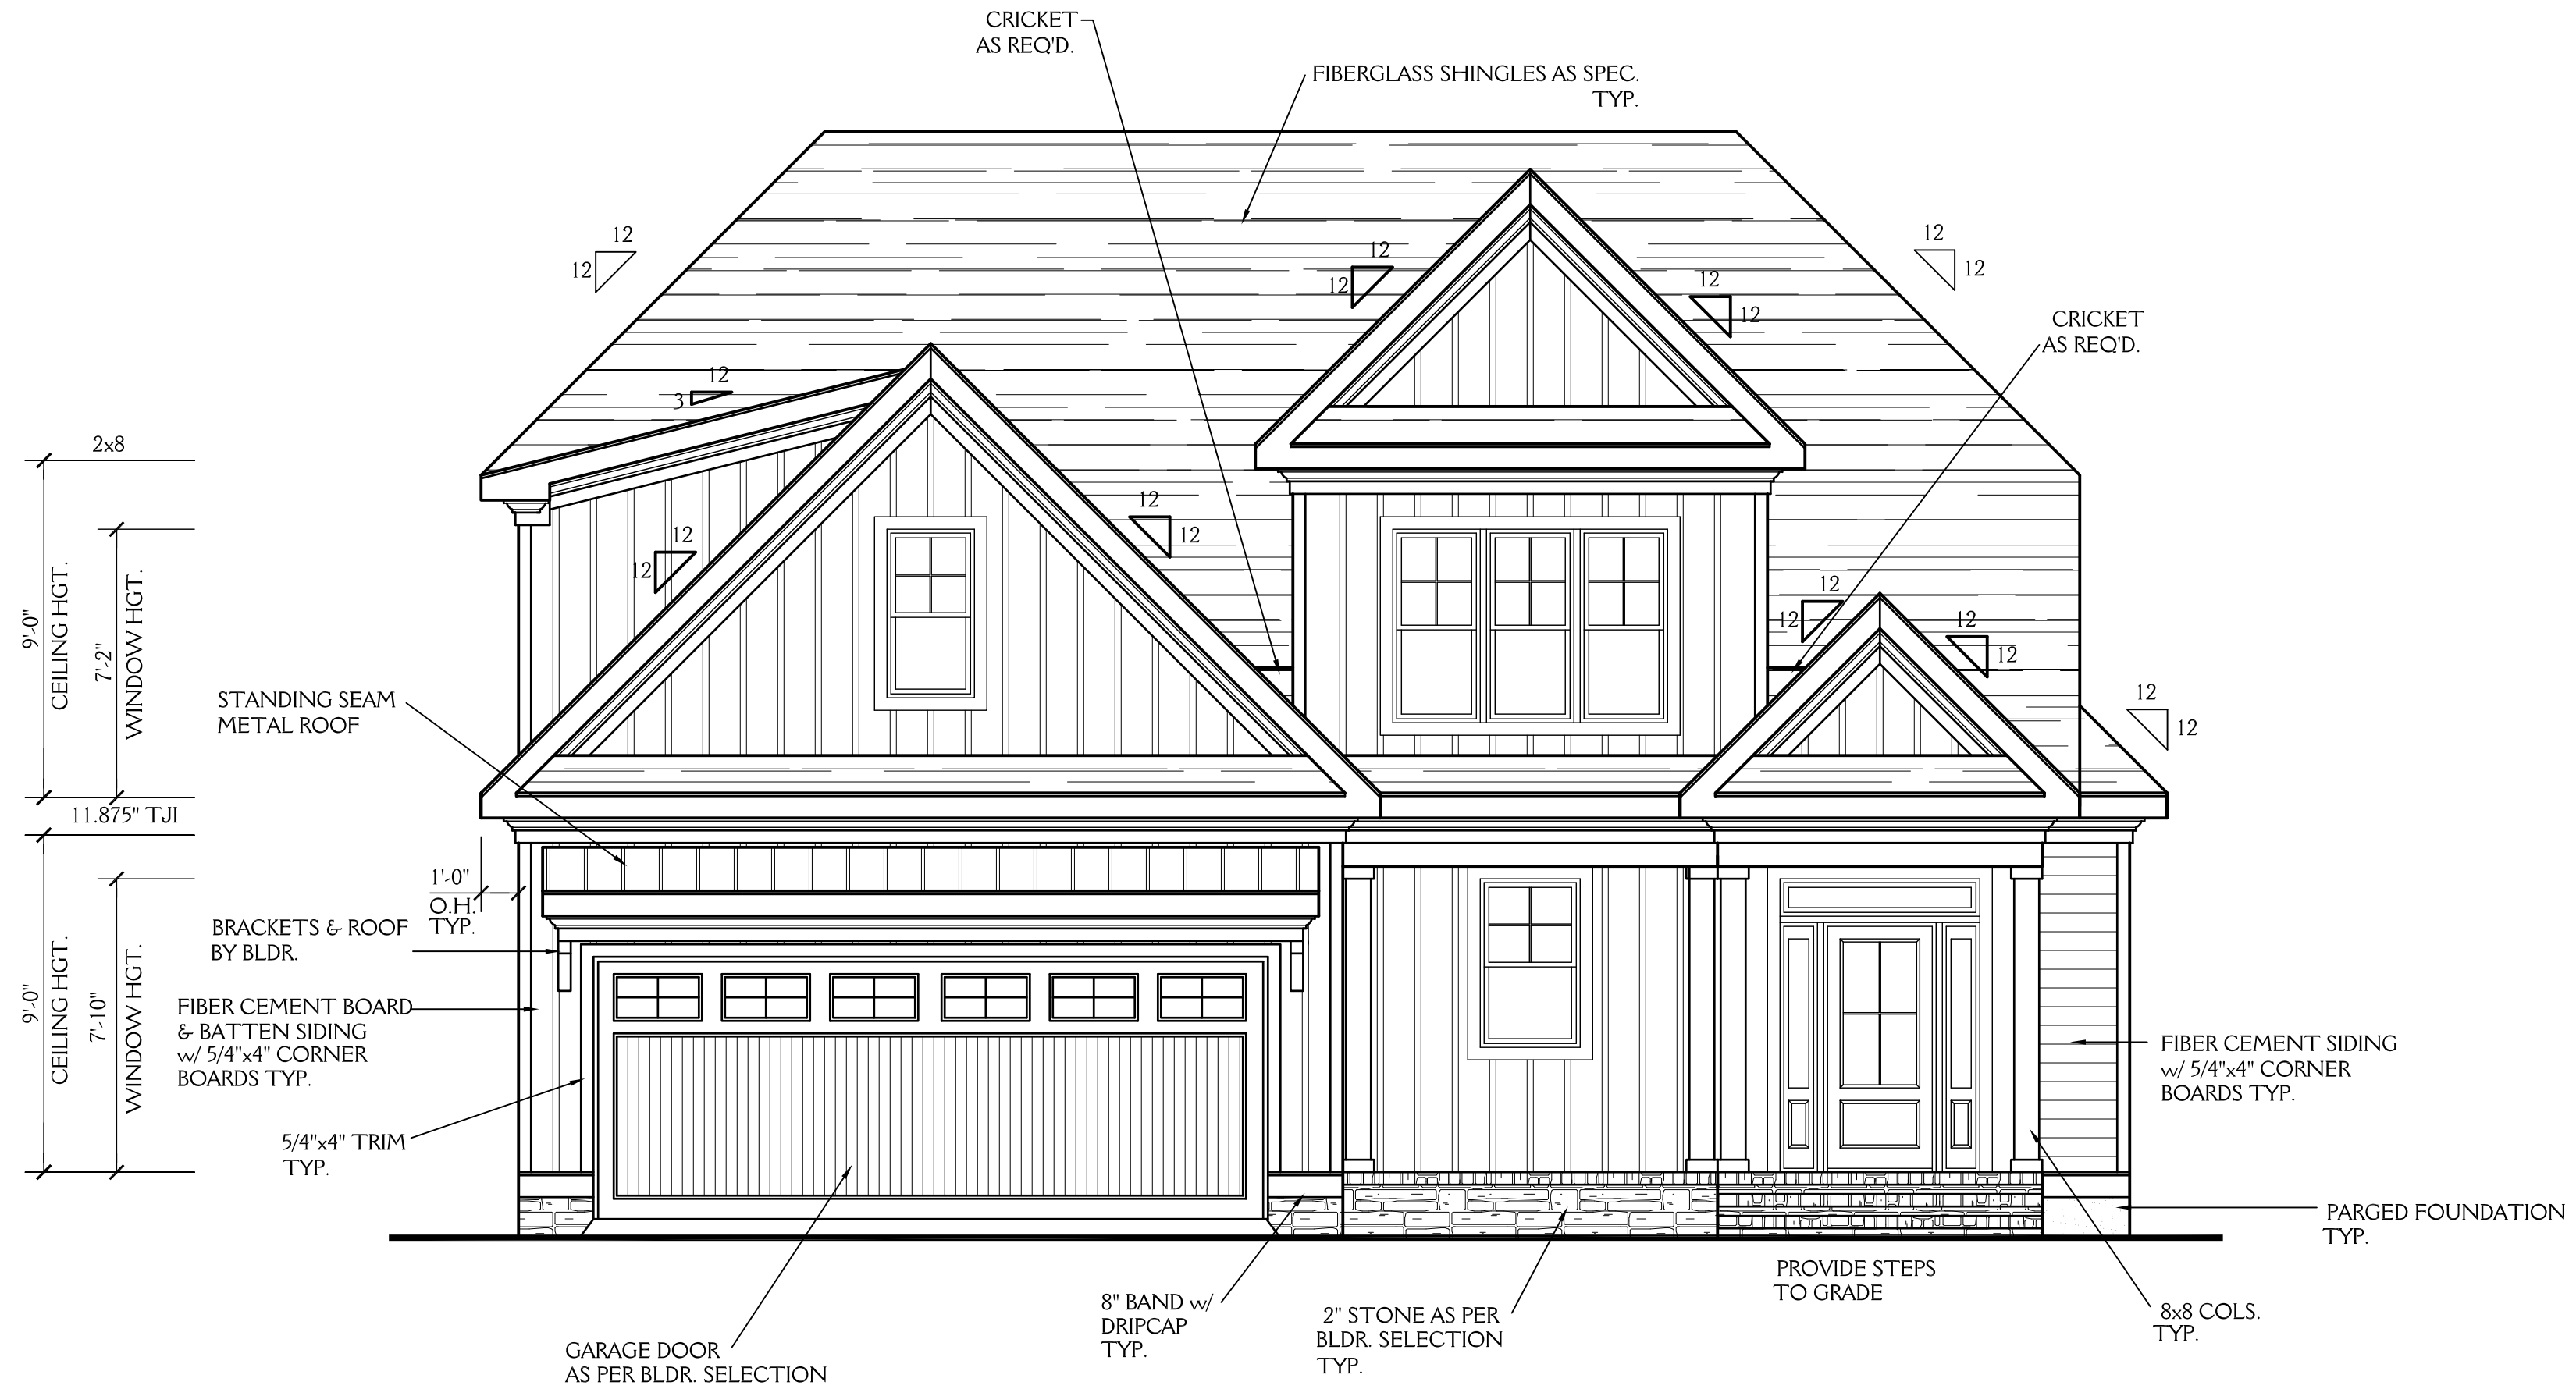 CRICKET
AS REQ'D.
FIBERGLASS SHINGLES AS SPEC.
TYP.
12
12
12
12
12
12
12
12
CRICKET
AS REQ'D.
12
3
2x8
12
12
12
12
9'-0"
CEILING HGT.
7'-2"
WINDOW HGT.
12
12
12
12
STANDING SEAM
METAL ROOF
12
12
11.875" TJI
1'-0"
O.H.
TYP.
BRACKETS & ROOF
BY BLDR.
9'-0"
CEILING HGT.
7'-10"
WINDOW HGT.
FIBER CEMENT BOARD
& BATTEN SIDING
w/ 5/4"x4" CORNER
BOARDS TYP.
FIBER CEMENT SIDING
w/ 5/4"x4" CORNER
BOARDS TYP.
5/4"x4" TRIM
TYP.
PARGED FOUNDATION
TYP.
PROVIDE STEPS
TO GRADE
8" BAND w/
DRIPCAP
TYP.
2" STONE AS PER
BLDR. SELECTION
TYP.
8x8 COLS.
TYP.
GARAGE DOOR
AS PER BLDR. SELECTION